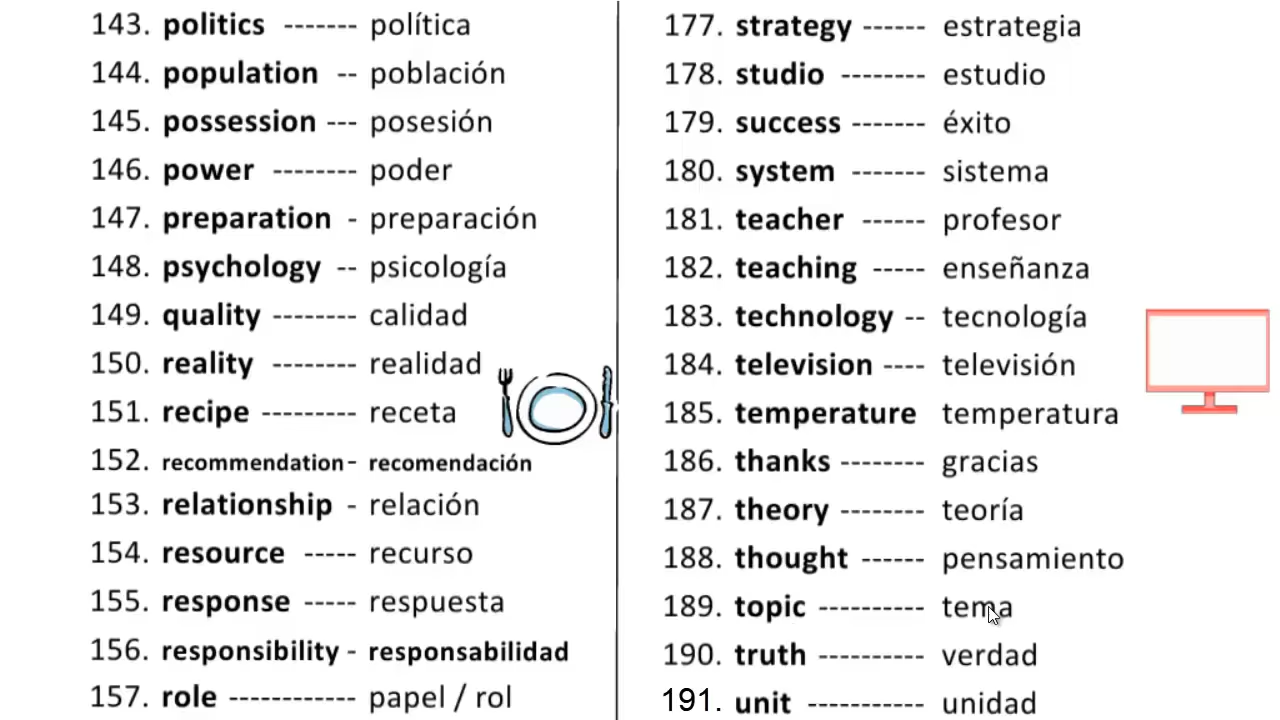 143. politics ------- política
144. population -- población
145. possession --- posesión
146. power -------- poder
147. preparation - preparación
148. psychology -- psicología
149. quality -------- calidad
150. reality -------- realidad
151. recipe --------- receta
152. recommendation- recomendación
153. relationship - relación
154. resource ----- recurso
155. response ----- respuesta
156. responsibility - responsabilidad
157. role ------------ papel / rol
177. strategy ------- estrategia
178. studio -------- estudio
179. success ------- éxito
180. system ------- sistema
181. teacher ------ profesor
182. teaching ----- enseñanza
183. technology -- tecnología
184. television ---- televisión
185. temperature temperatura
186. thanks -------- gracias
187. theory -------- teoría
188. thought ------ pensamiento
189. topic ---------- tema
190. truth ---------- verdad
191. unit ----------- unidad